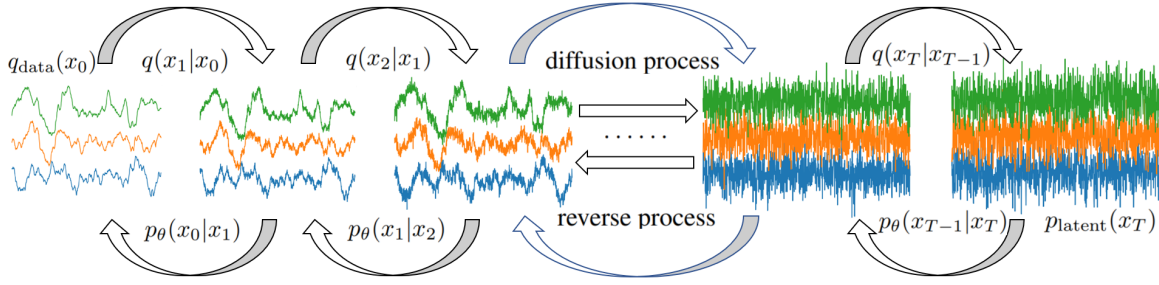 q_data(x_0)
q(x_1|x_0)
q(x_2|x_1)
diffusion process
q(x_T|x_{T-1})
......
reverse process
p_θ(x_0|x_1)
p_θ(x_1|x_2)
p_θ(x_{T-1}|x_T)
p_latent(x_T)